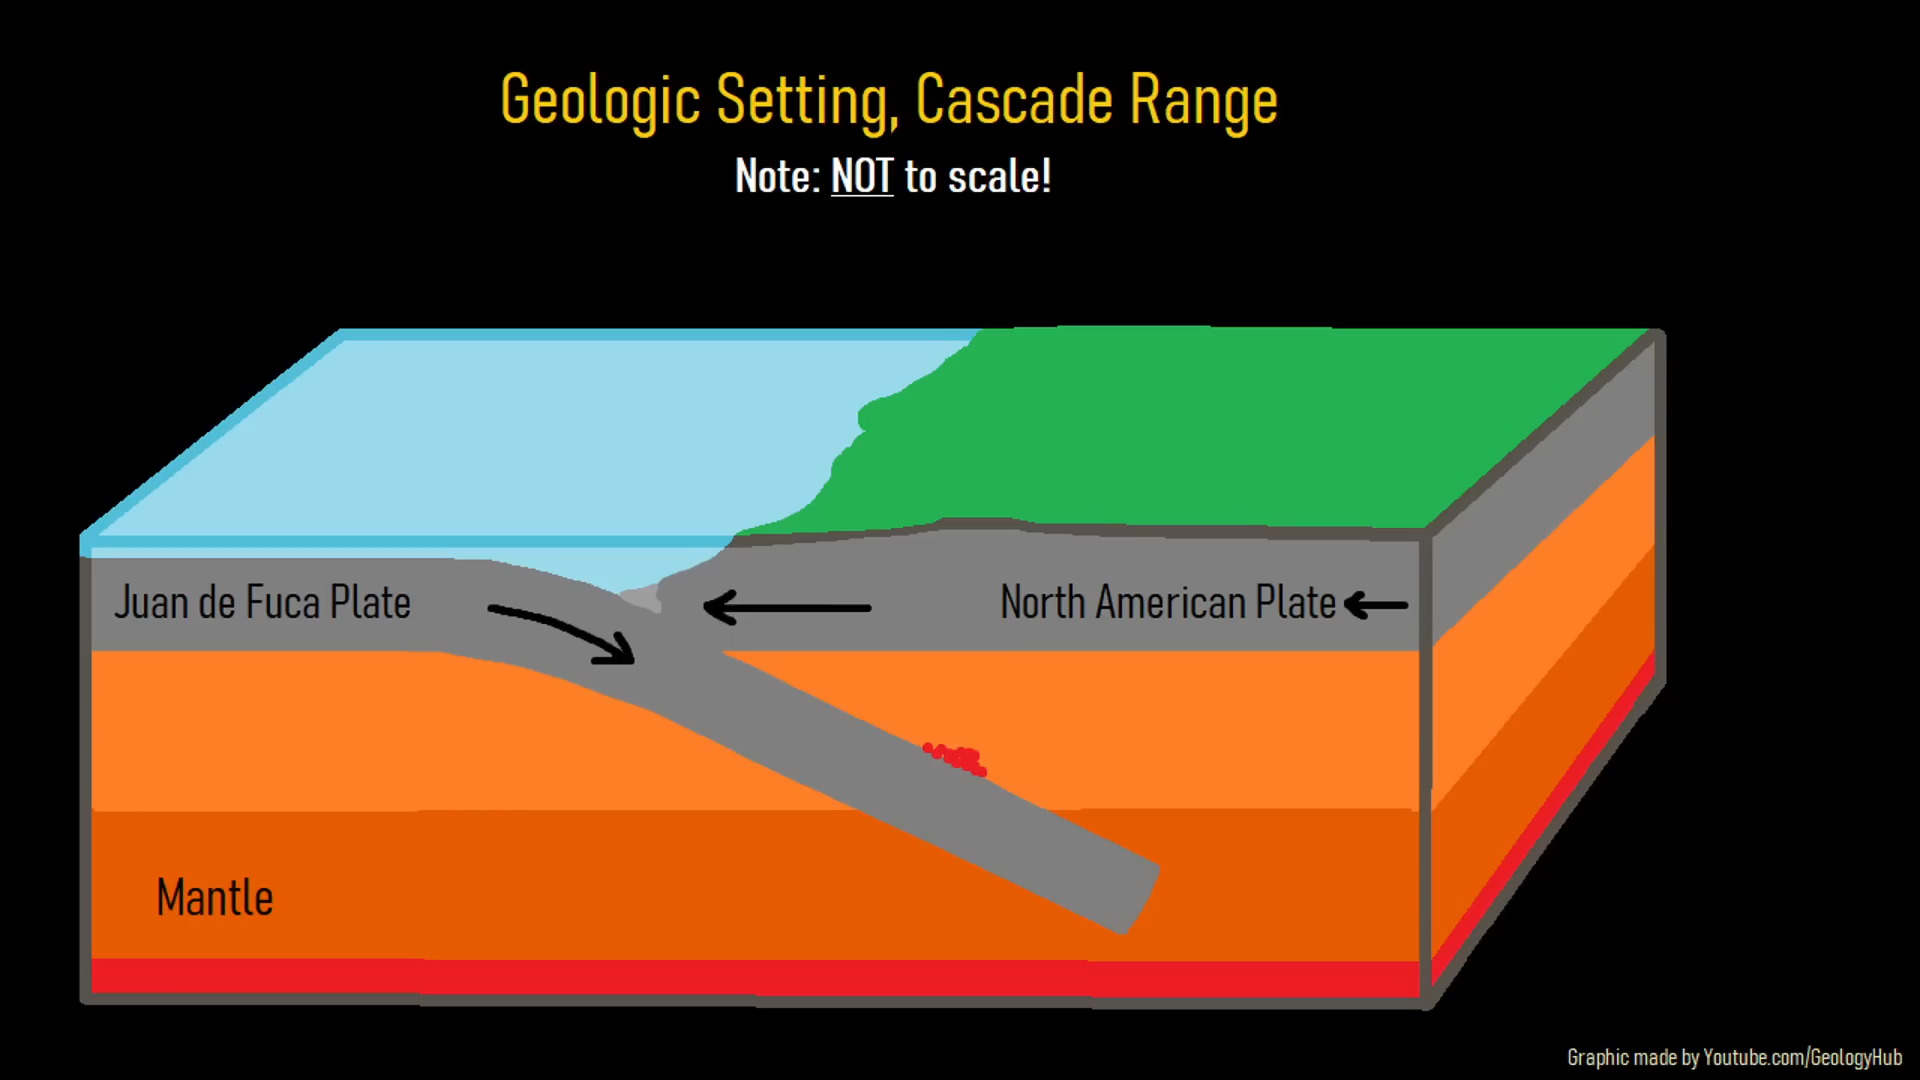 Geologic Setting, Cascade Range
Note: NOT to scale!
Juan de Fuca Plate
North American Plate
Mantle
Graphic made by Youtube.com/GeologyHub